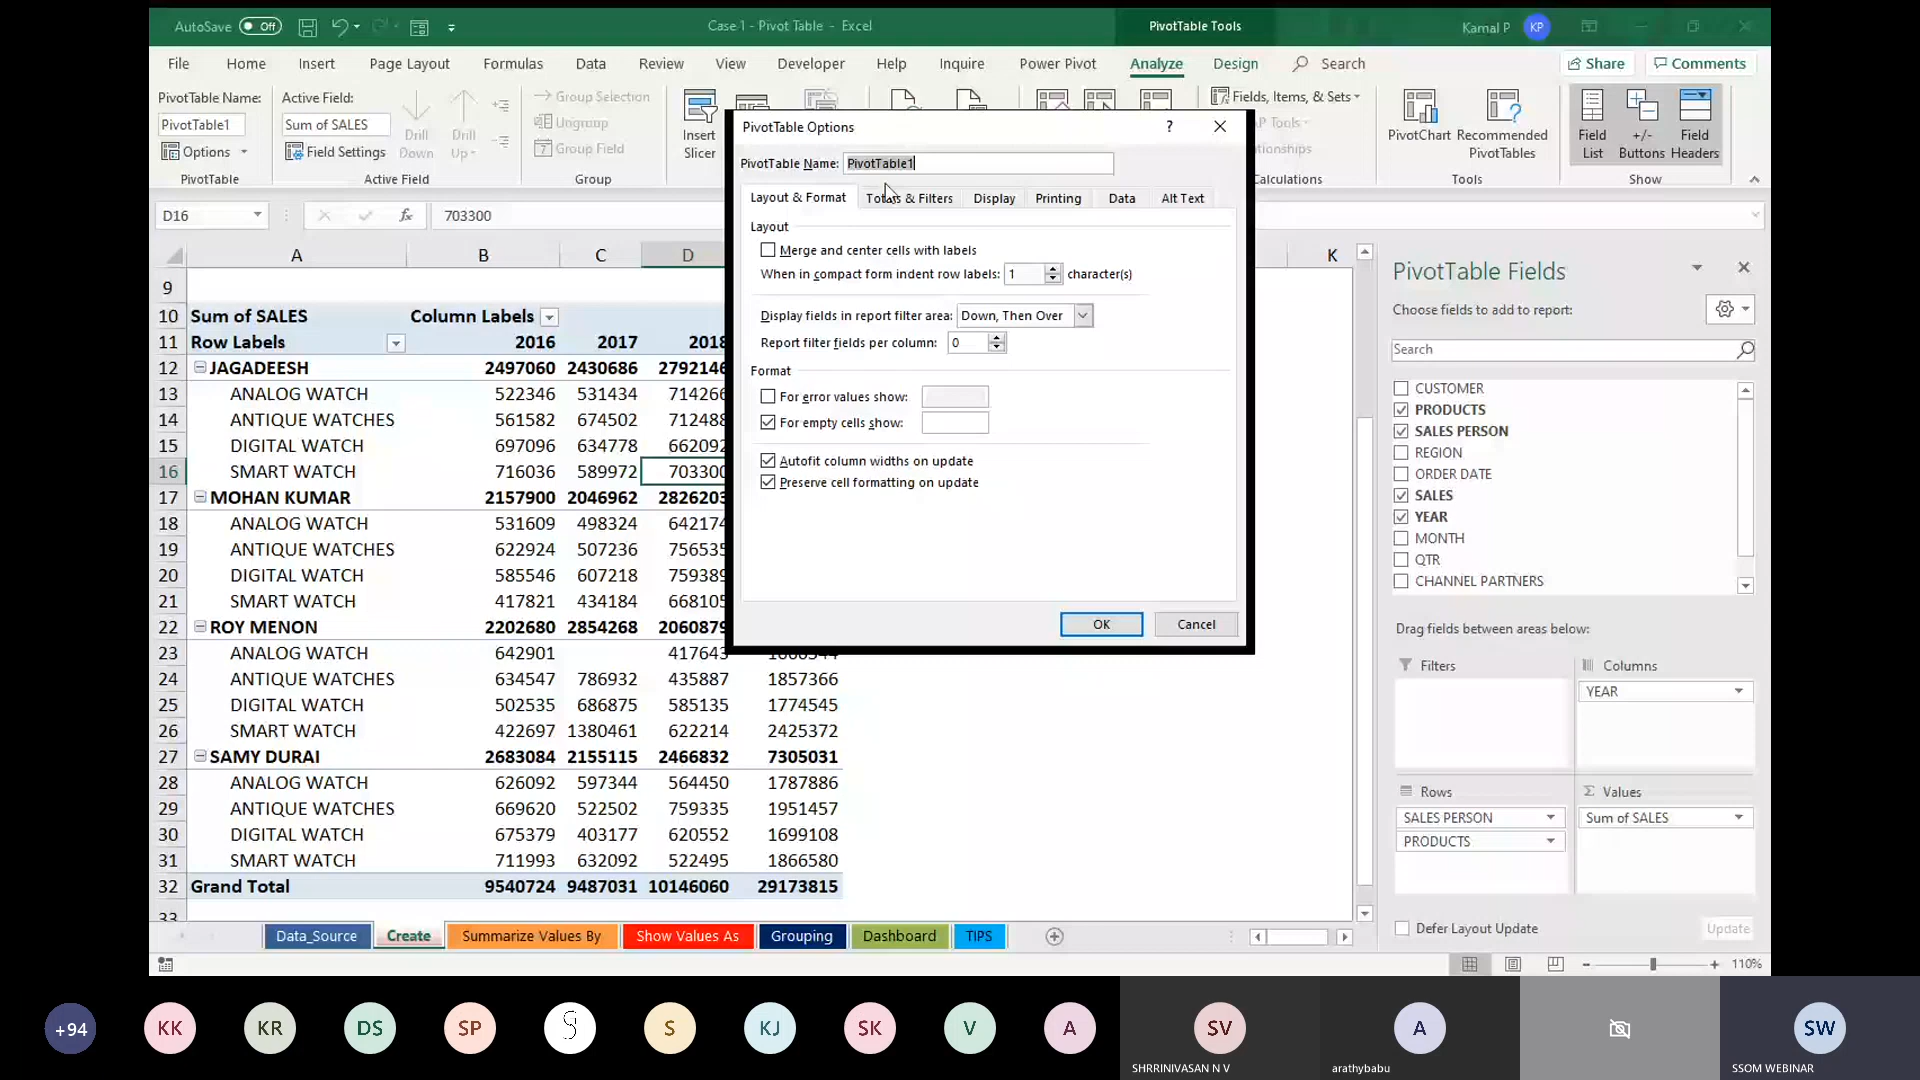 AutoSave Off
Case 1 - Pivot Table - Excel
PivotTable Tools
Kamal P KP
File Home Insert Page Layout Formulas Data Review View Developer Help Inquire Power Pivot Analyze Design Search Share Comments
PivotTable Name:
PivotTable1
Options
PivotTable
Active Field:
Sum of SALES
Field Settings
Drill Down
Drill Up
Active Field
Group Selection
Ungroup
Group Field
Group
Insert Slicer
Fields, Items, & Sets
AP Tools
tionships
Calculations
PivotChart
Recommended PivotTables
Tools
Field List
+/- Buttons
Field Headers
Show
D16
fx
703300
PivotTable Options
?
PivotTable Name: PivotTable1
Layout & Format
& Filters
Display
Printing
Data
Alt Text
Layout
Merge and center cells with labels
When in compact form indent row labels: 1 character(s)
Display fields in report filter area: Down, Then Over
Report filter fields per column: 0
Format
For error values show:
For empty cells show:
Autofit column widths on update
Preserve cell formatting on update
OK
Cancel
A B C D K
9
10 Sum of SALES Column Labels
11 Row Labels 2016 2017 2018
12 JAGADEESH 2497060 2430686 2792146
13 ANALOG WATCH 522346 531434 714266
14 ANTIQUE WATCHES 561582 674502 712488
15 DIGITAL WATCH 697096 634778 662092
16 SMART WATCH 716036 589972 703300
17 MOHAN KUMAR 2157900 2046962 2826203
18 ANALOG WATCH 531609 498324 642174
19 ANTIQUE WATCHES 622924 507236 756535
20 DIGITAL WATCH 585546 607218 759389
21 SMART WATCH 417821 434184 668105
22 ROY MENON 2202680 2854268 2060879
23 ANALOG WATCH 642901 417643
24 ANTIQUE WATCHES 634547 786932 435887 1857366
25 DIGITAL WATCH 502535 686875 585135 1774545
26 SMART WATCH 422697 1380461 622214 2425372
27 SAMY DURAI 2683084 2155115 2466832 7305031
28 ANALOG WATCH 626092 597344 564450 1787886
29 ANTIQUE WATCHES 669620 522502 759335 1951457
30 DIGITAL WATCH 675379 403177 620552 1699108
31 SMART WATCH 711993 632092 522495 1866580
32 Grand Total 9540724 9487031 10146060 29173815
33
PivotTable Fields
Choose fields to add to report:
Search
CUSTOMER
PRODUCTS
SALES PERSON
REGION
ORDER DATE
SALES
YEAR
MONTH
QTR
CHANNEL PARTNERS
Drag fields between areas below:
Filters
Columns
YEAR
Rows
SALES PERSON
PRODUCTS
Σ Values
Sum of SALES
Defer Layout Update
Update
Data_Source Create Summarize Values By Show Values As Grouping Dashboard TIPS
110%
+94 KK KR DS SP S S KJ SK V A SV A SW
SHRRINIVASAN N V
arathybabu
SSOM WEBINAR